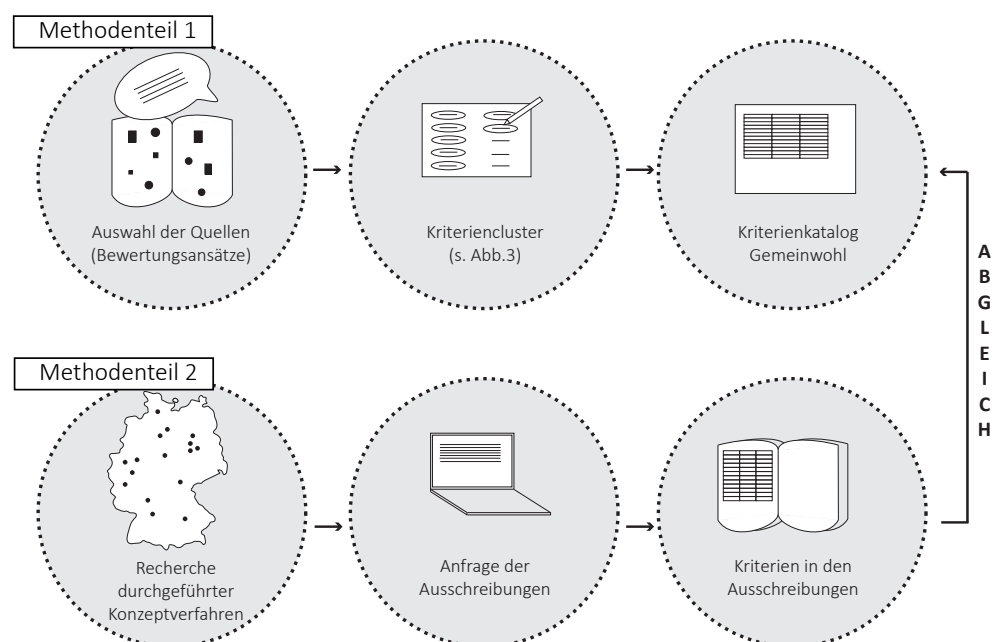 Methodenteil 1
Auswahl der Quellen
(Bewertungsansätze)
Kriteriencluster
(s. Abb.3)
Kriterienkatalog
Gemeinwohl
ABGLEICH
Methodenteil 2
Recherche
durchgeführter
Konzeptverfahren
Anfrage der
Ausschreibungen
Kriterien in den
Ausschreibungen